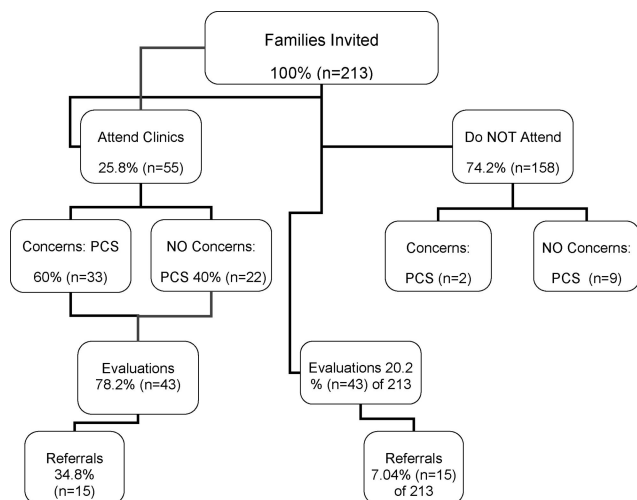 Families Invited
100% (n=213)
Attend Clinics
25.8% (n=55)
Do NOT Attend
74.2% (n=158)
Concerns: PCS
60% (n=33)
NO Concerns:
PCS 40% (n=22)
Concerns:
PCS (n=2)
NO Concerns:
PCS (n=9)
Evaluations
78.2% (n=43)
Evaluations 20.2
% (n=43) of 213
Referrals
34.8%
(n=15)
Referrals
7.04% (n=15)
of 213